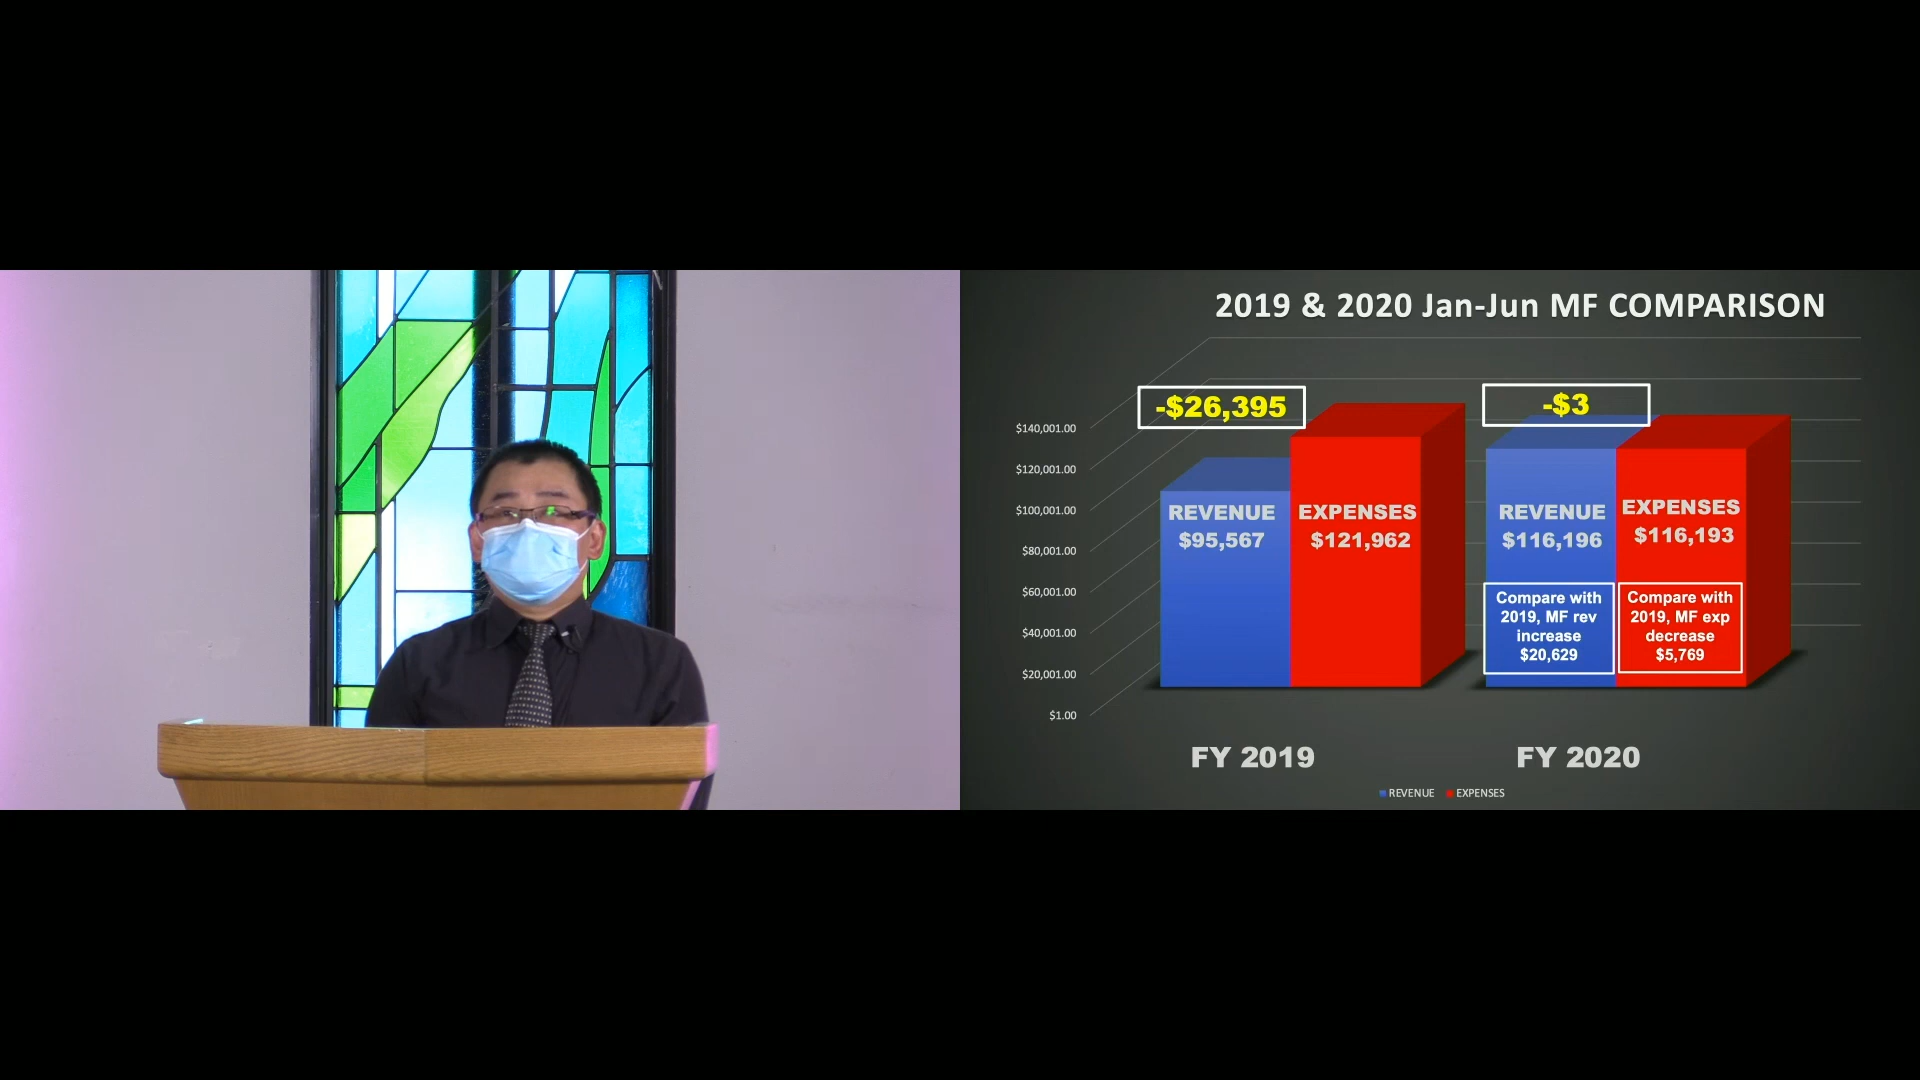 2019 & 2020 Jan-Jun MF COMPARISON
-$26,395
-$3
$140,001.00
$120,001.00
$100,001.00
$80,001.00
$60,001.00
$40,001.00
$20,001.00
$1.00
REVENUE
$95,567
EXPENSES
$121,962
REVENUE
$116,196
EXPENSES
$116,193
Compare with
2019, MF rev
increase
$20,629
Compare with
2019, MF exp
decrease
$5,769
FY 2019
FY 2020
REVENUE
EXPENSES